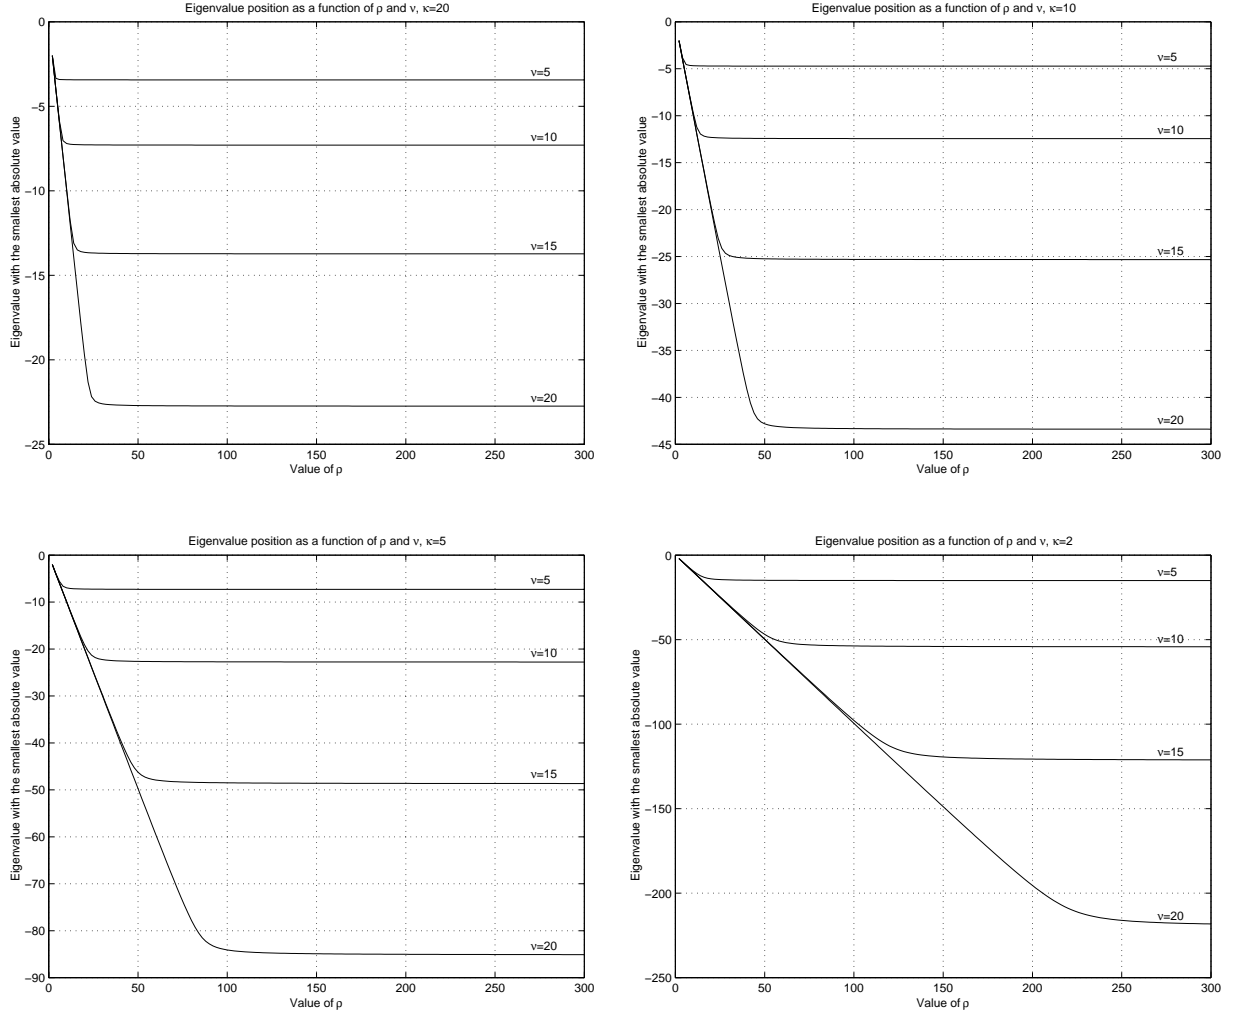 Eigenvalue position as a function of ρ and ν, κ=20
Eigenvalue with the smallest absolute value
0
−5
−10
−15
−20
−25
ν=5
ν=10
ν=15
ν=20
0 50 100 150 200 250 300
Value of ρ
Eigenvalue position as a function of ρ and ν, κ=10
Eigenvalue with the smallest absolute value
0
−5
−10
−15
−20
−25
−30
−35
−40
−45
ν=5
ν=10
ν=15
ν=20
0 50 100 150 200 250 300
Value of ρ
Eigenvalue position as a function of ρ and ν, κ=5
Eigenvalue with the smallest absolute value
0
−10
−20
−30
−40
−50
−60
−70
−80
−90
ν=5
ν=10
ν=15
ν=20
0 50 100 150 200 250 300
Value of ρ
Eigenvalue position as a function of ρ and ν, κ=2
Eigenvalue with the smallest absolute value
0
−50
−100
−150
−200
−250
ν=5
ν=10
ν=15
ν=20
0 50 100 150 200 250 300
Value of ρ